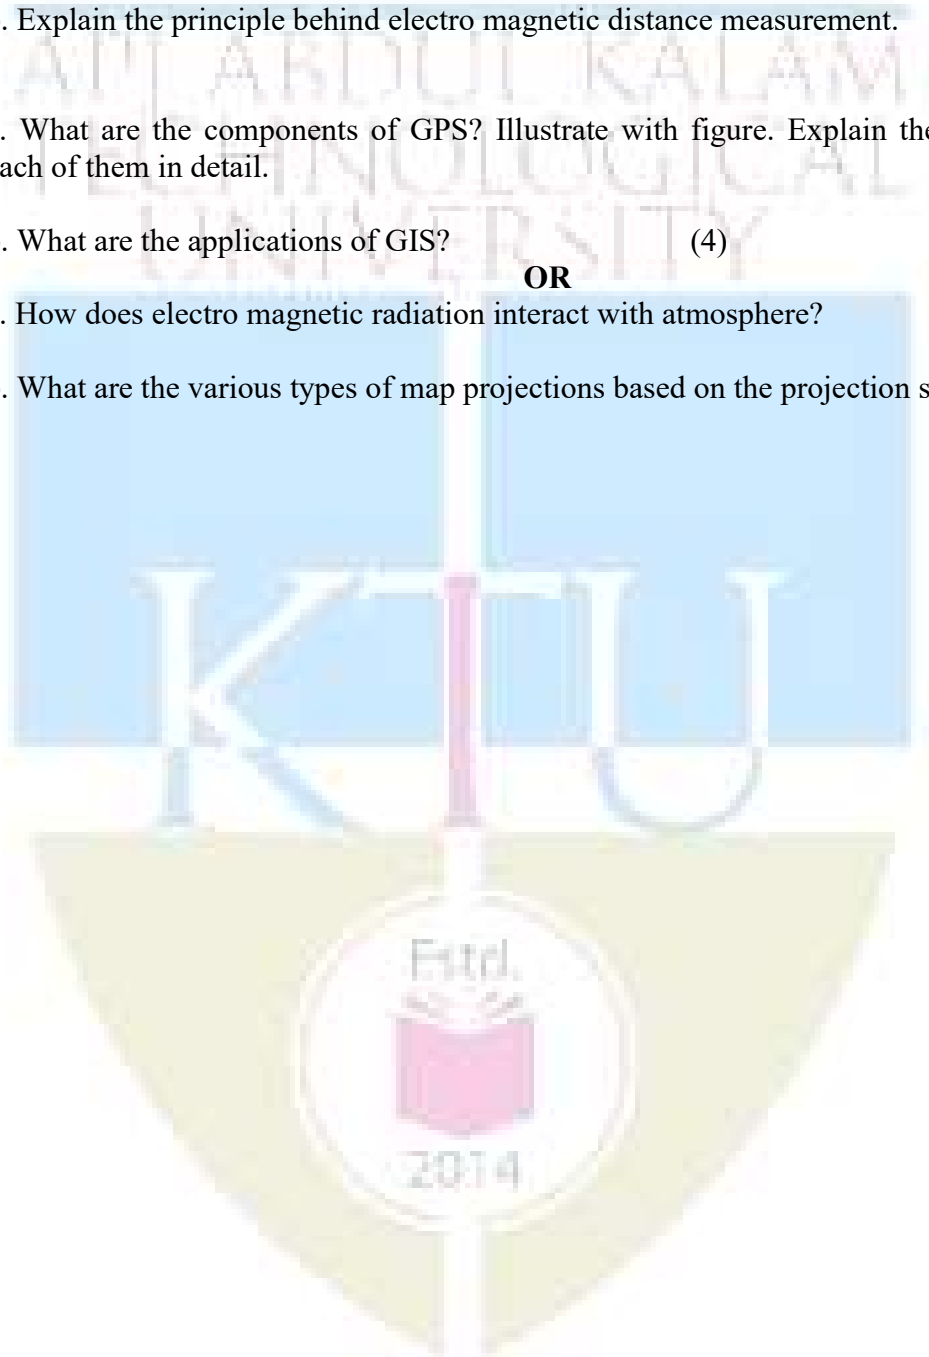 . Explain the principle behind electro magnetic distance measurement.
API ABDUL KALAM
. What are the components of GPS? Illustrate with figure. Explain the
ach of them in detail.
TECHNOLOGICAL
UNIVERSITY
. What are the applications of GIS? (4)
OR
. How does electro magnetic radiation interact with atmosphere?
. What are the various types of map projections based on the projection s
KTU
Estd.
2014